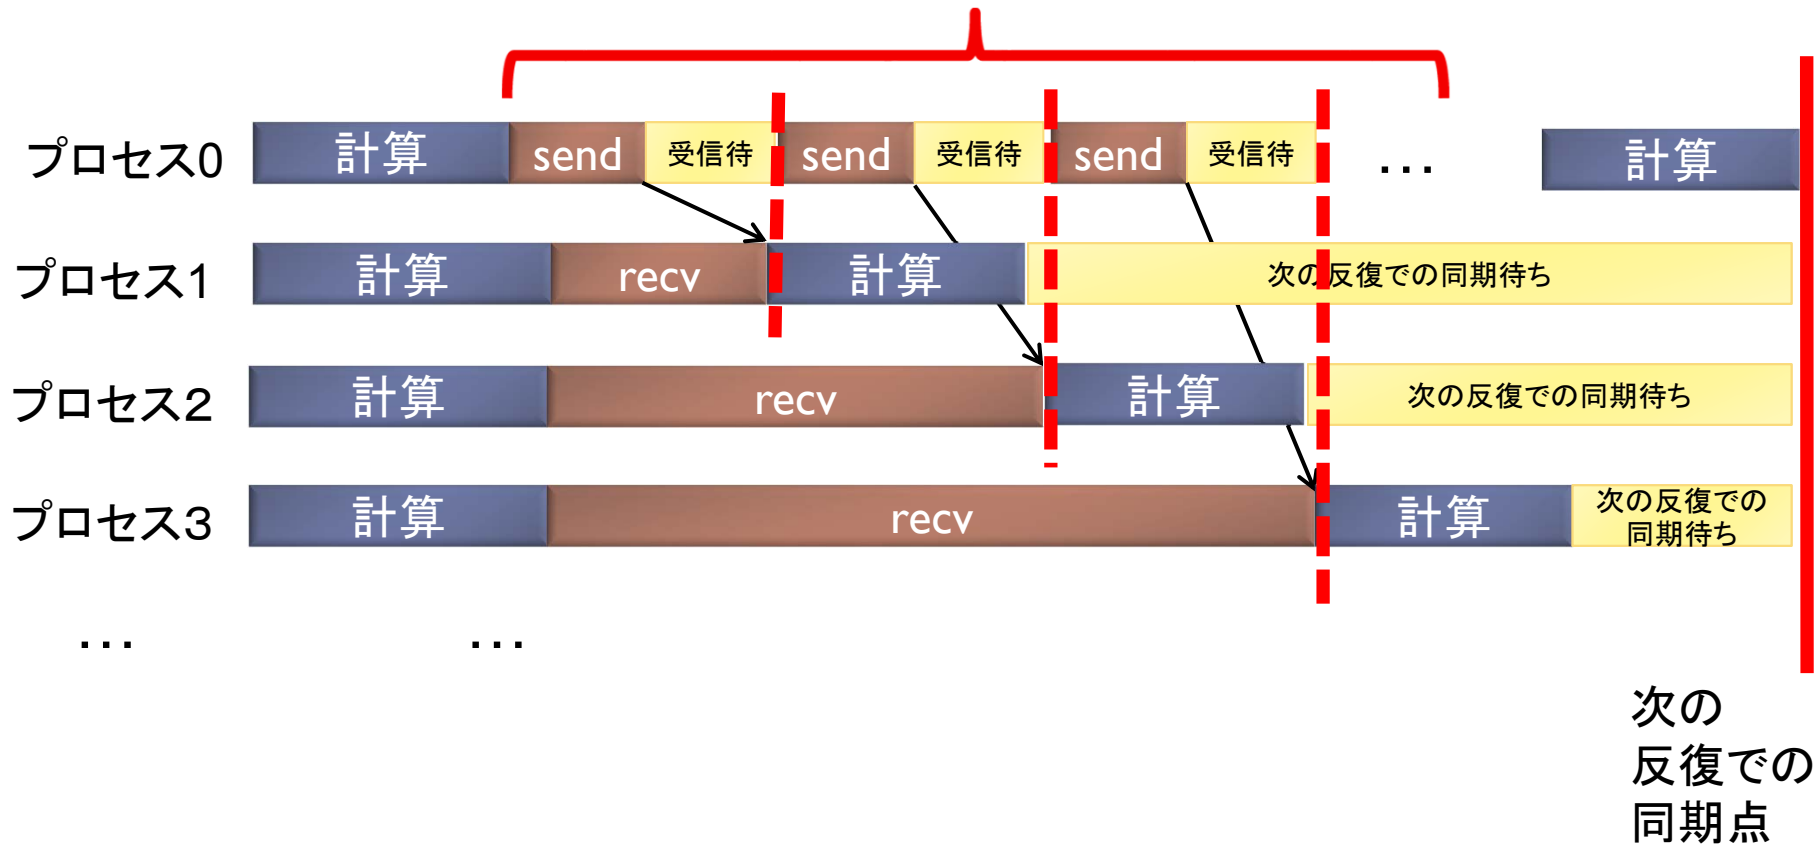 プロセス0 計算 send 受信待 send 受信待 send 受信待 … 計算
プロセス1 計算 recv 計算 次の反復での同期待ち
プロセス2 計算 recv 計算 次の反復での同期待ち
プロセス3 計算 recv 計算 次の反復での
同期待ち
… …
次の
反復での
同期点